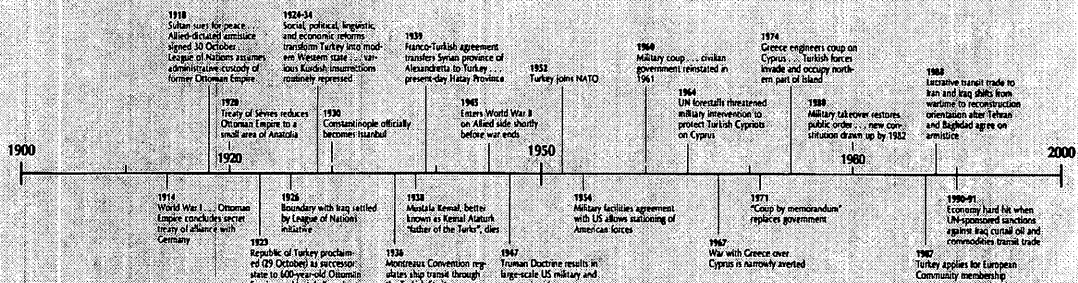 1918
Sultan sues for peace . . .
Allied-dictated armistice
signed 30 October . . .
League of Nations assumes
administrative custody of
former Ottoman Empire
1920
Treaty of Sèvres reduces
Ottoman Empire to a
small area of Anatolia
1924-34
Social, political, linguistic,
and economic reforms
transform Turkey into mod-
ern Western state . . . var-
ious Kurdish insurrections
routinely repressed
1930
Constantinople officially
becomes Istanbul
1939
Franco-Turkish agreement
transfers Syrian province of
Alexandretta to Turkey . . .
present-day Hatay Province
1945
Enters World War II
on Allied side shortly
before war ends
1952
Turkey joins NATO
1960
Military coup . . . civilian
government reinstated in
1961
1964
UN forestalls threatened
military intervention to
protect Turkish Cypriots
on Cyprus
1974
Greece engineers coup on
Cyprus . . . Turkish forces
invade and occupy north-
ern part of island
1980
Military takeover restores
public order . . . new con-
stitution drawn up by 1982
1988
Lucrative transit trade to
Iran and Iraq shifts from
wartime to reconstruction
orientation after Tehran
and Baghdad agree on
armistice
1900
1920
1950
1980
2000
1914
World War I . . . Ottoman
Empire concludes secret
treaty of alliance with
Germany
1923
Republic of Turkey proclaim-
ed (29 October) as successor
state to 600-year-old Ottoman
1926
Boundary with Iraq settled
by League of Nations
initiative
1936
Montreaux Convention reg-
ulates ship transit through
1938
Mustafa Kemal, better
known as Kemal Ataturk
"father of the Turks", dies
1947
Truman Doctrine results in
large-scale US military and
1954
Military facilities agreement
with US allows stationing of
American forces
1967
War with Greece over
Cyprus is narrowly averted
1971
"Coup by memorandum"
replaces government
1987
Turkey applies for European
Community membership
1990-91
Economy hard hit when
UN-sponsored sanctions
against Iraq curtail oil and
commodities transit trade